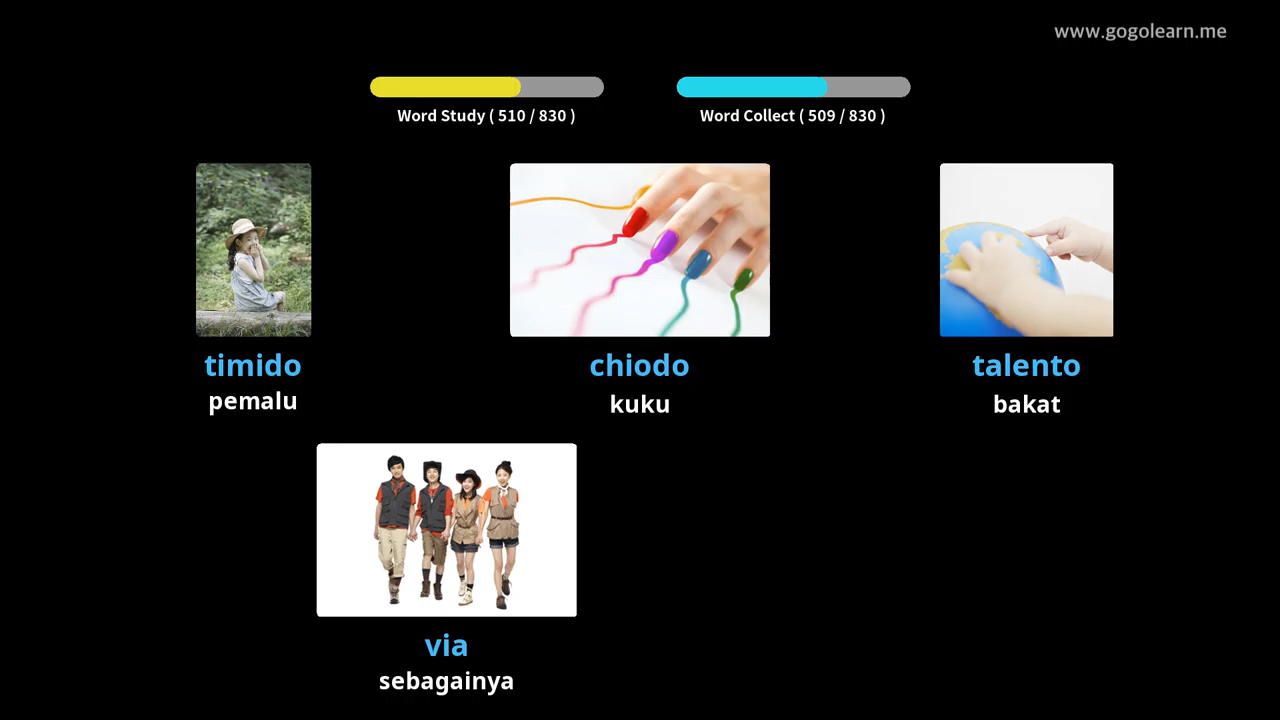 www.gogolearn.me
Word Study ( 510 / 830 )
Word Collect ( 509 / 830 )
timido
pemalu
chiodo
kuku
talento
bakat
via
sebagainya